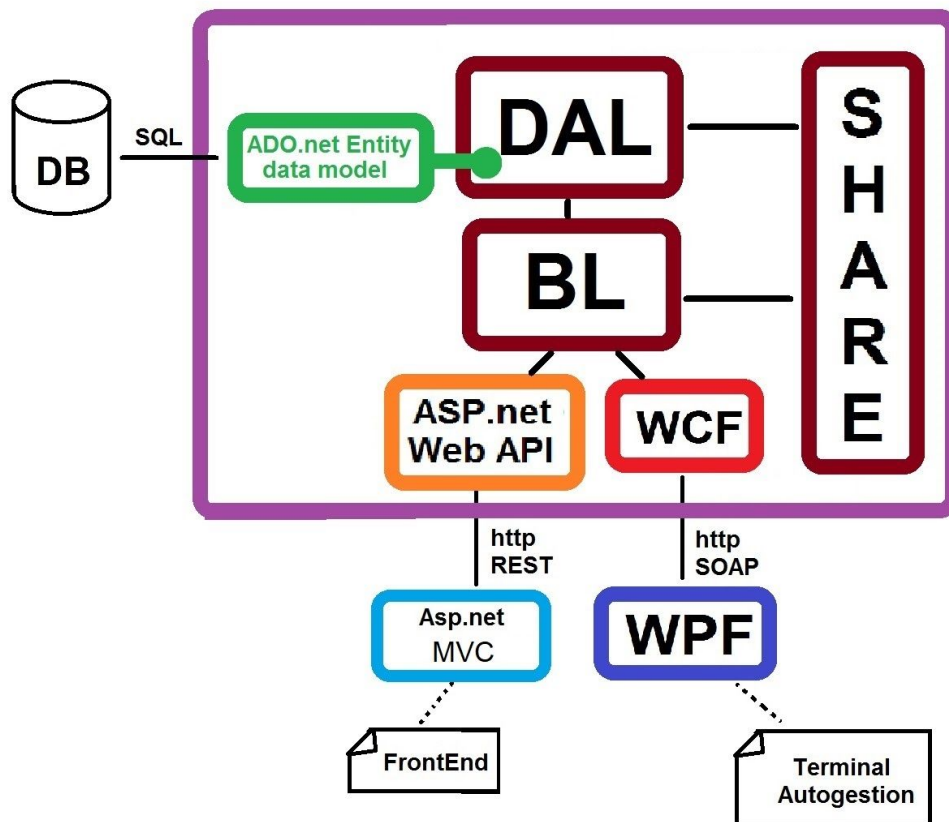 DB
SQL
ADO.net Entity
data model
DAL
BL
S
H
A
R
E
ASP.net
Web API
WCF
http
REST
http
SOAP
Asp.net
MVC
WPF
FrontEnd
Terminal
Autogestion